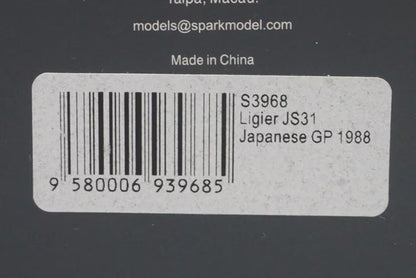 Taipa, Macau.
models@sparkmodel.com
Made in China
S3968
Ligier JS31
Japanese GP 1988
9 580006 939685